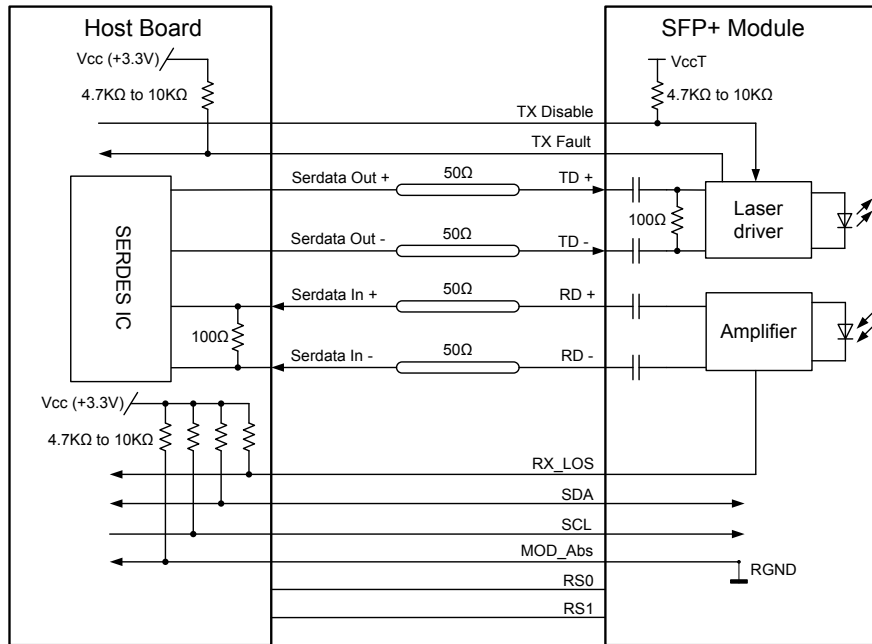 Host Board
SFP+ Module
Vcc (+3.3V)
VccT
4.7KΩ to 10KΩ
4.7KΩ to 10KΩ
TX Disable
TX Fault
Serdata Out +
50Ω
TD +
Laser
driver
100Ω
SERDES IC
Serdata Out -
50Ω
TD -
Serdata In +
50Ω
RD +
Amplifier
100Ω
Serdata In -
50Ω
RD -
Vcc (+3.3V)
4.7KΩ to 10KΩ
RX_LOS
SDA
SCL
MOD_Abs
RGND
RS0
RS1